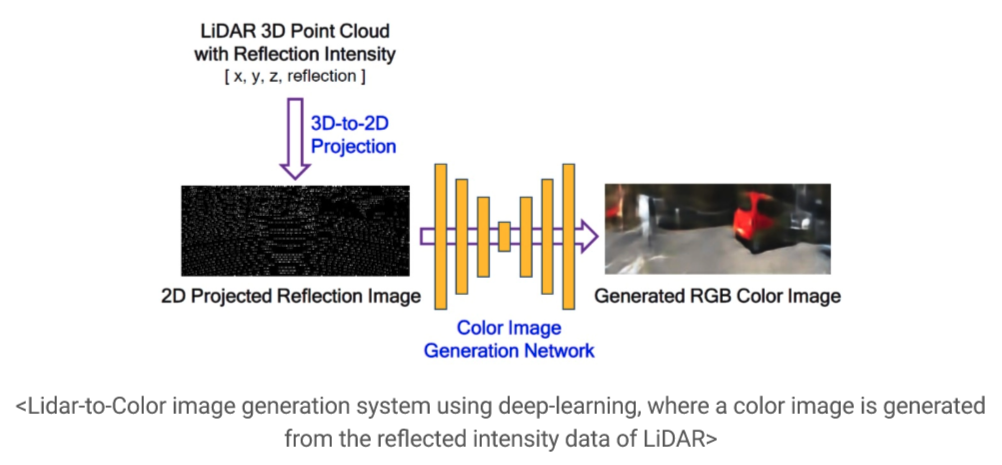 LiDAR 3D Point Cloud
with Reflection Intensity
[ x, y, z, reflection ]
3D-to-2D
Projection
2D Projected Reflection Image
Generated RGB Color Image
Color Image
Generation Network
<Lidar-to-Color image generation system using deep-learning, where a color image is generated
from the reflected intensity data of LiDAR>